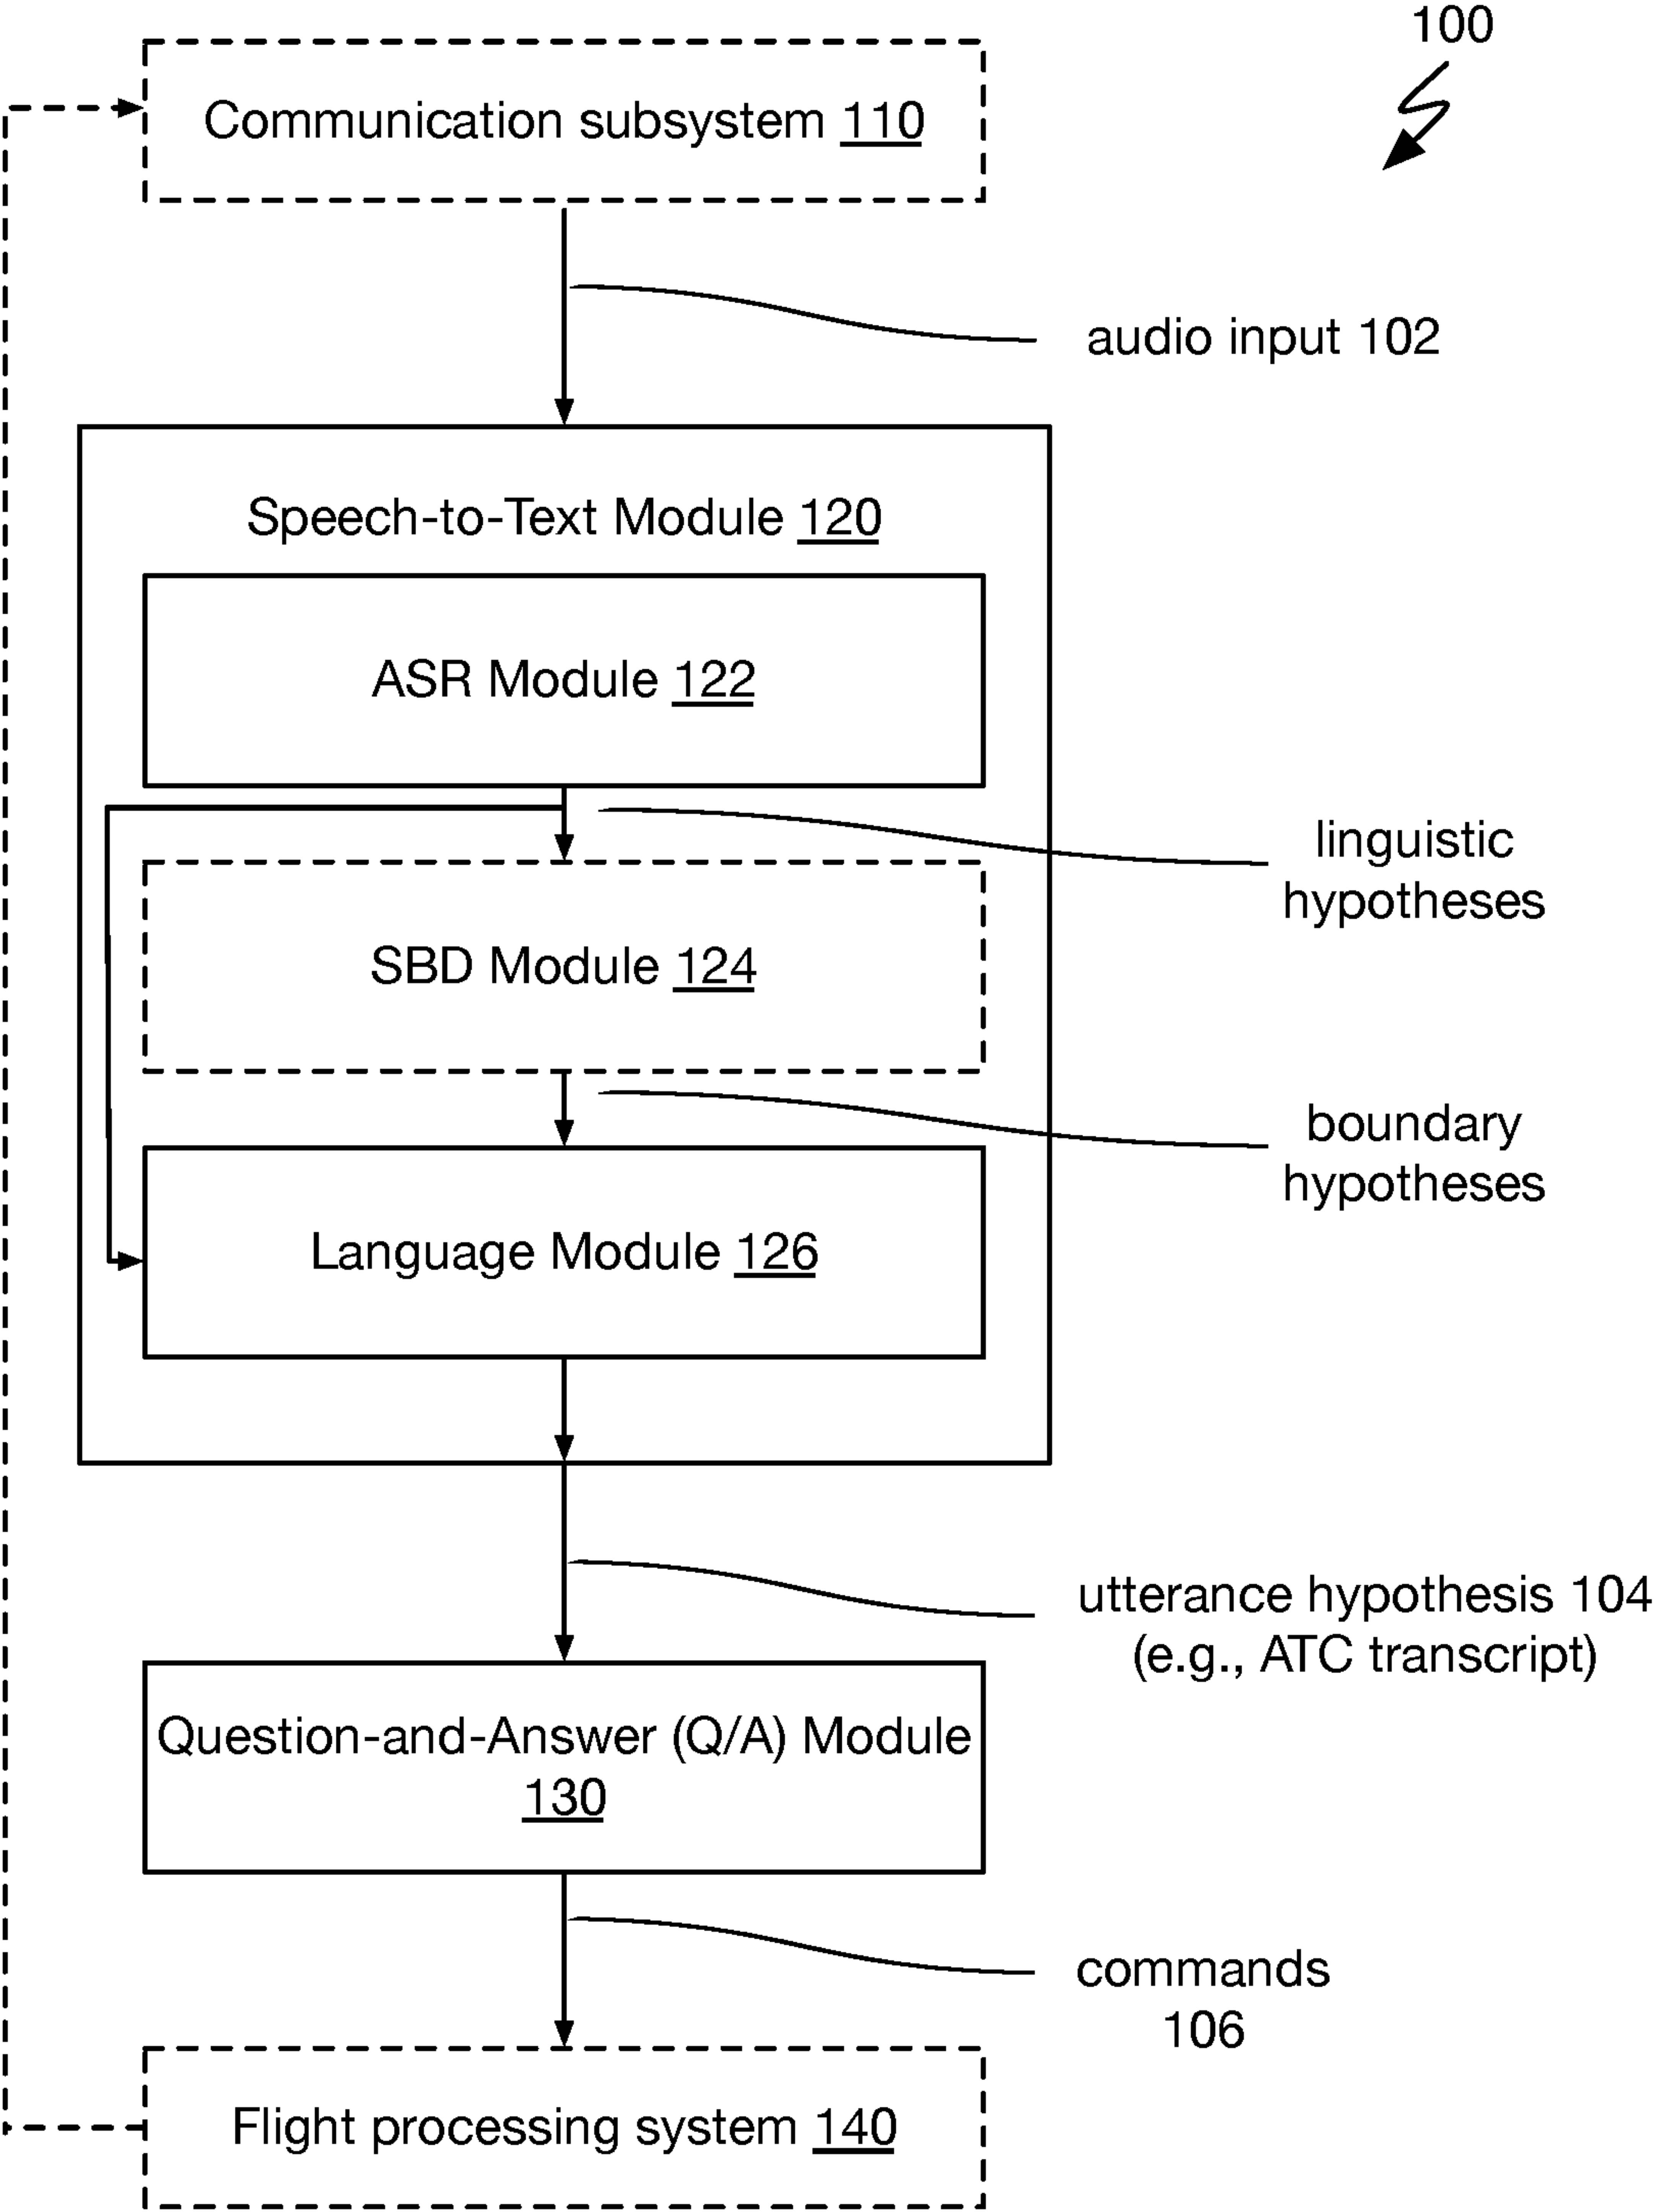 100
Communication subsystem 110
audio input 102
Speech-to-Text Module 120
ASR Module 122
linguistic
hypotheses
SBD Module 124
boundary
hypotheses
Language Module 126
utterance hypothesis 104
(e.g., ATC transcript)
Question-and-Answer (Q/A) Module
130
commands
106
Flight processing system 140